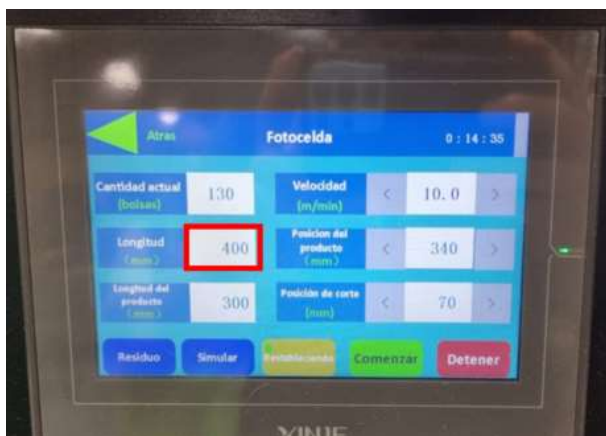 Atras
Fotocelda
0 : 14 : 35
Cantidad actual
(bolsas)
130
Velocidad
(m/min)
<
10. 0
>
Longitud
(mm)
400
Posicion del
producto
(mm)
<
340
>
Longitud del
producto
(mm)
300
Posición de corte
(mm)
<
70
>
Residuo
Simular
Restableciendo
Comenzar
Detener